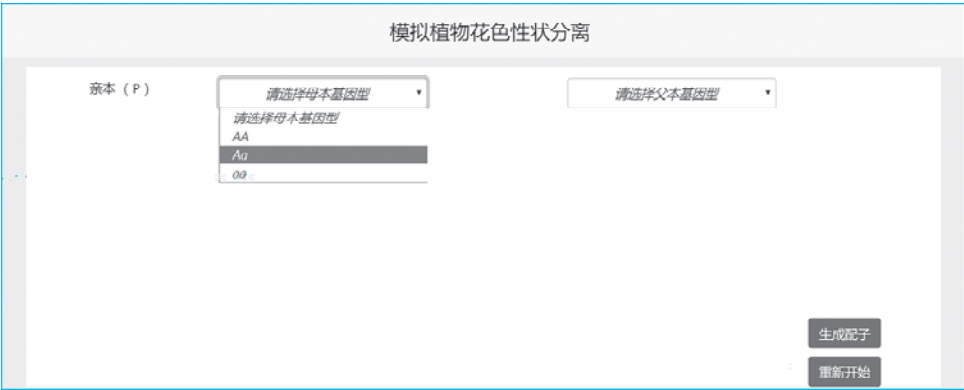 模拟植物花色性状分离
亲本（P）
请选择母本基因型
请选择父本基因型
请选择母本基因型
AA
Aa
aa
生成配子
重新开始